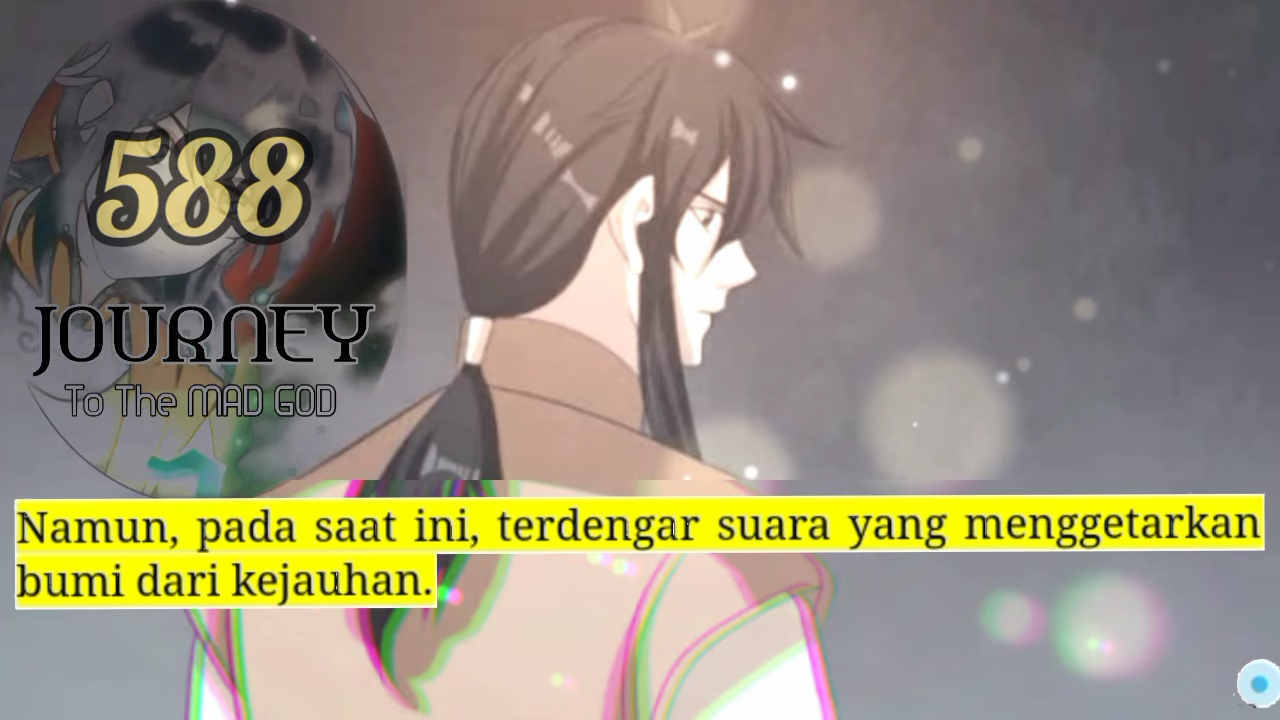 588
JOURNEY
To The MAD GOD
Namun, pada saat ini, terdengar suara yang menggetarkan
bumi dari kejauhan.